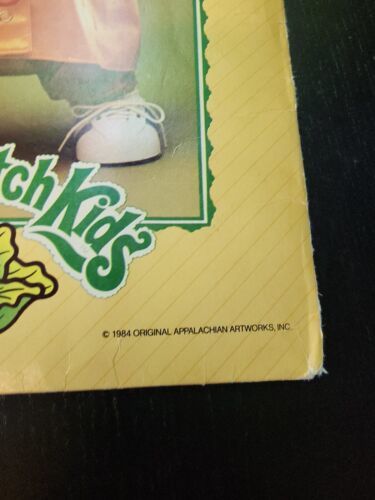 tch Kids
© 1984 ORIGINAL APPALACHIAN ARTWORKS, INC.